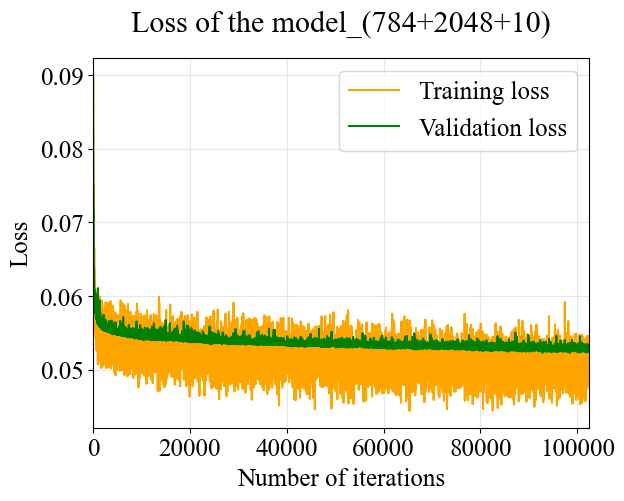 Loss of the model_(784+2048+10)
Training loss
Validation loss
Loss
0.09
0.08
0.07
0.06
0.05
0 20000 40000 60000 80000 100000
Number of iterations